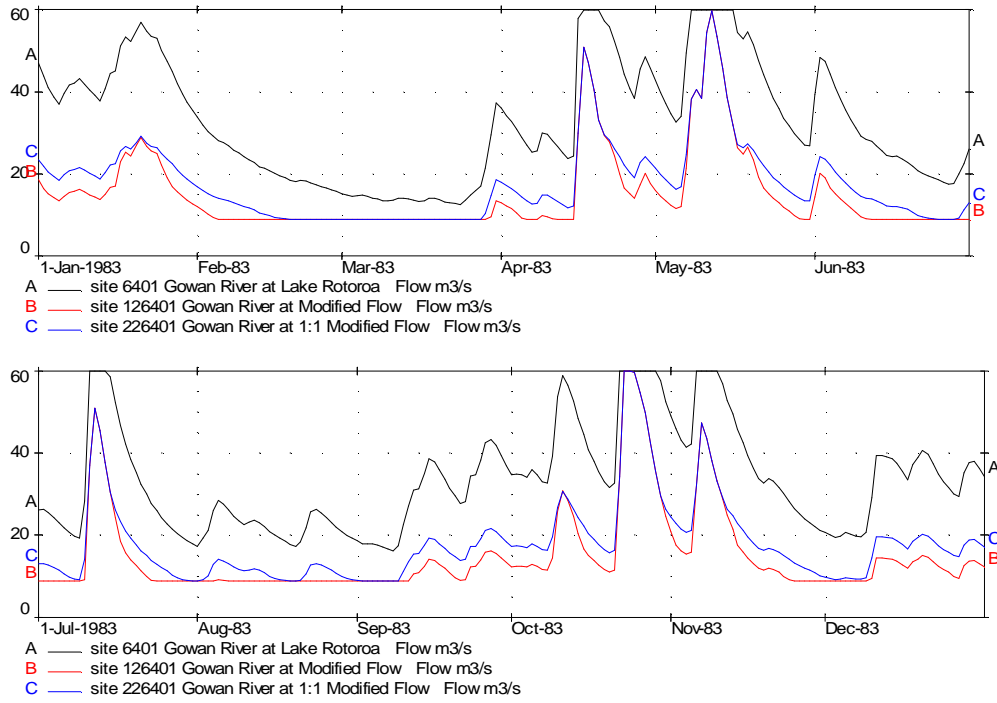 60
A
40
C
B
20
0
A
C
B
1-Jan-1983 Feb-83 Mar-83 Apr-83 May-83 Jun-83
A site 6401 Gowan River at Lake Rotoroa Flow m3/s
B site 126401 Gowan River at Modified Flow Flow m3/s
C site 226401 Gowan River at 1:1 Modified Flow Flow m3/s
60
40
A
20
C
B
0
A
C
B
1-Jul-1983 Aug-83 Sep-83 Oct-83 Nov-83 Dec-83
A site 6401 Gowan River at Lake Rotoroa Flow m3/s
B site 126401 Gowan River at Modified Flow Flow m3/s
C site 226401 Gowan River at 1:1 Modified Flow Flow m3/s